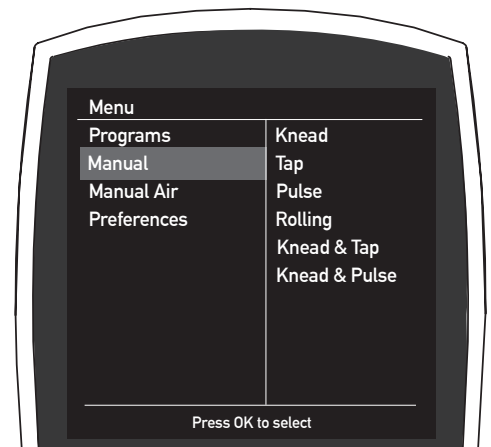 Menu
Programs
Manual
Manual Air
Preferences
Knead
Tap
Pulse
Rolling
Knead & Tap
Knead & Pulse
Press OK to select